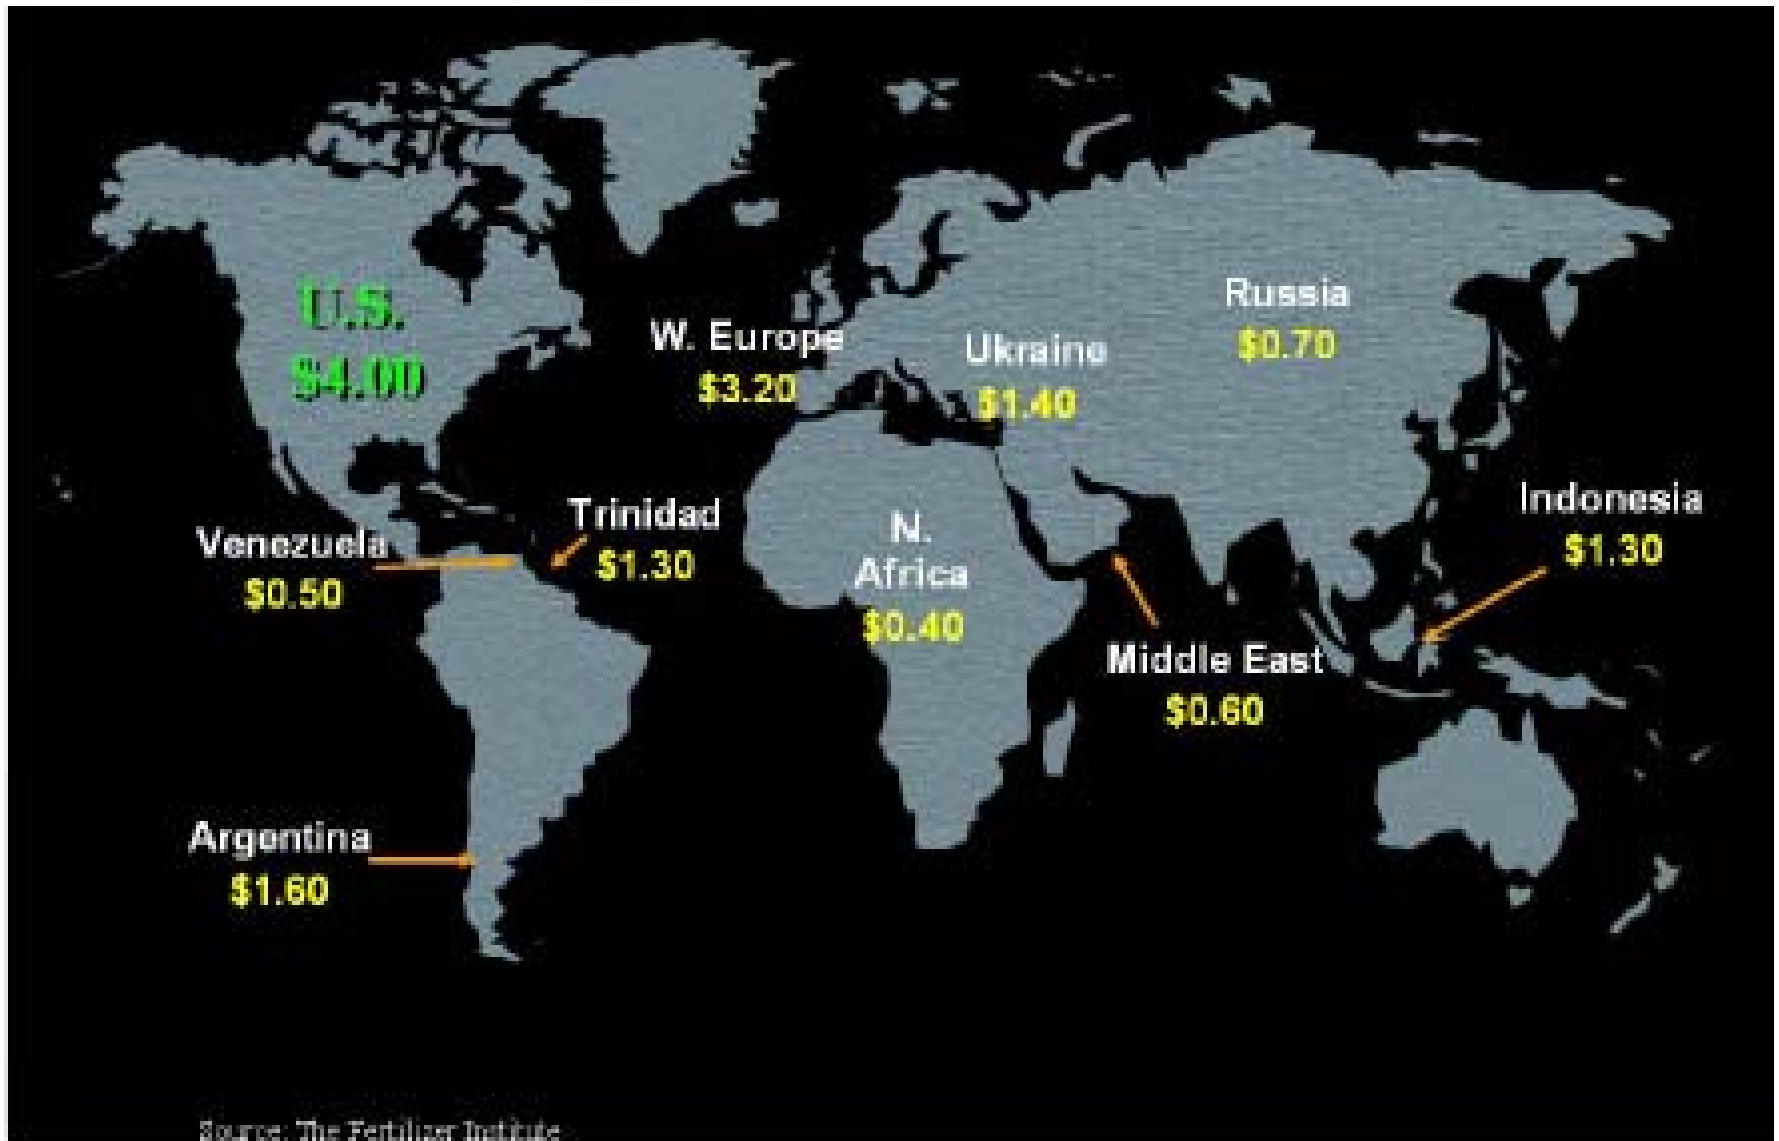 U.S.
$4.00
W. Europe
$3.20
Ukraine
$1.40
Russia
$0.70
Venezuela
$0.50
Trinidad
$1.30
N.
Africa
$0.40
Middle East
$0.60
Indonesia
$1.30
Argentina
$1.60
Source: The Fertilizer Institute